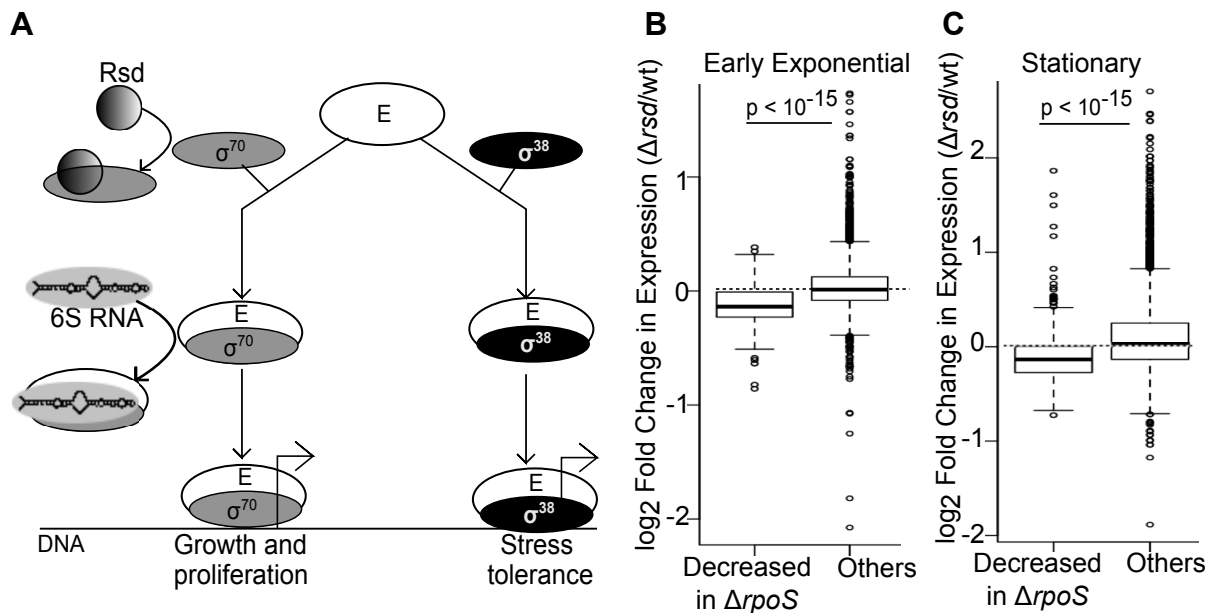 A
Rsd
E
σ70
σ38
6S RNA
E
σ70
E
σ38
E
σ70
E
σ38
DNA
Growth and
proliferation
Stress
tolerance
B
Early Exponential
p < 10-15
log2 Fold Change in Expression (Δrsd/wt)
1
0
-1
-2
Decreased
in ΔrpoS
Others
C
Stationary
p < 10-15
log2 Fold Change in Expression (Δrsd/wt)
2
1
0
-1
-2
Decreased
in ΔrpoS
Others